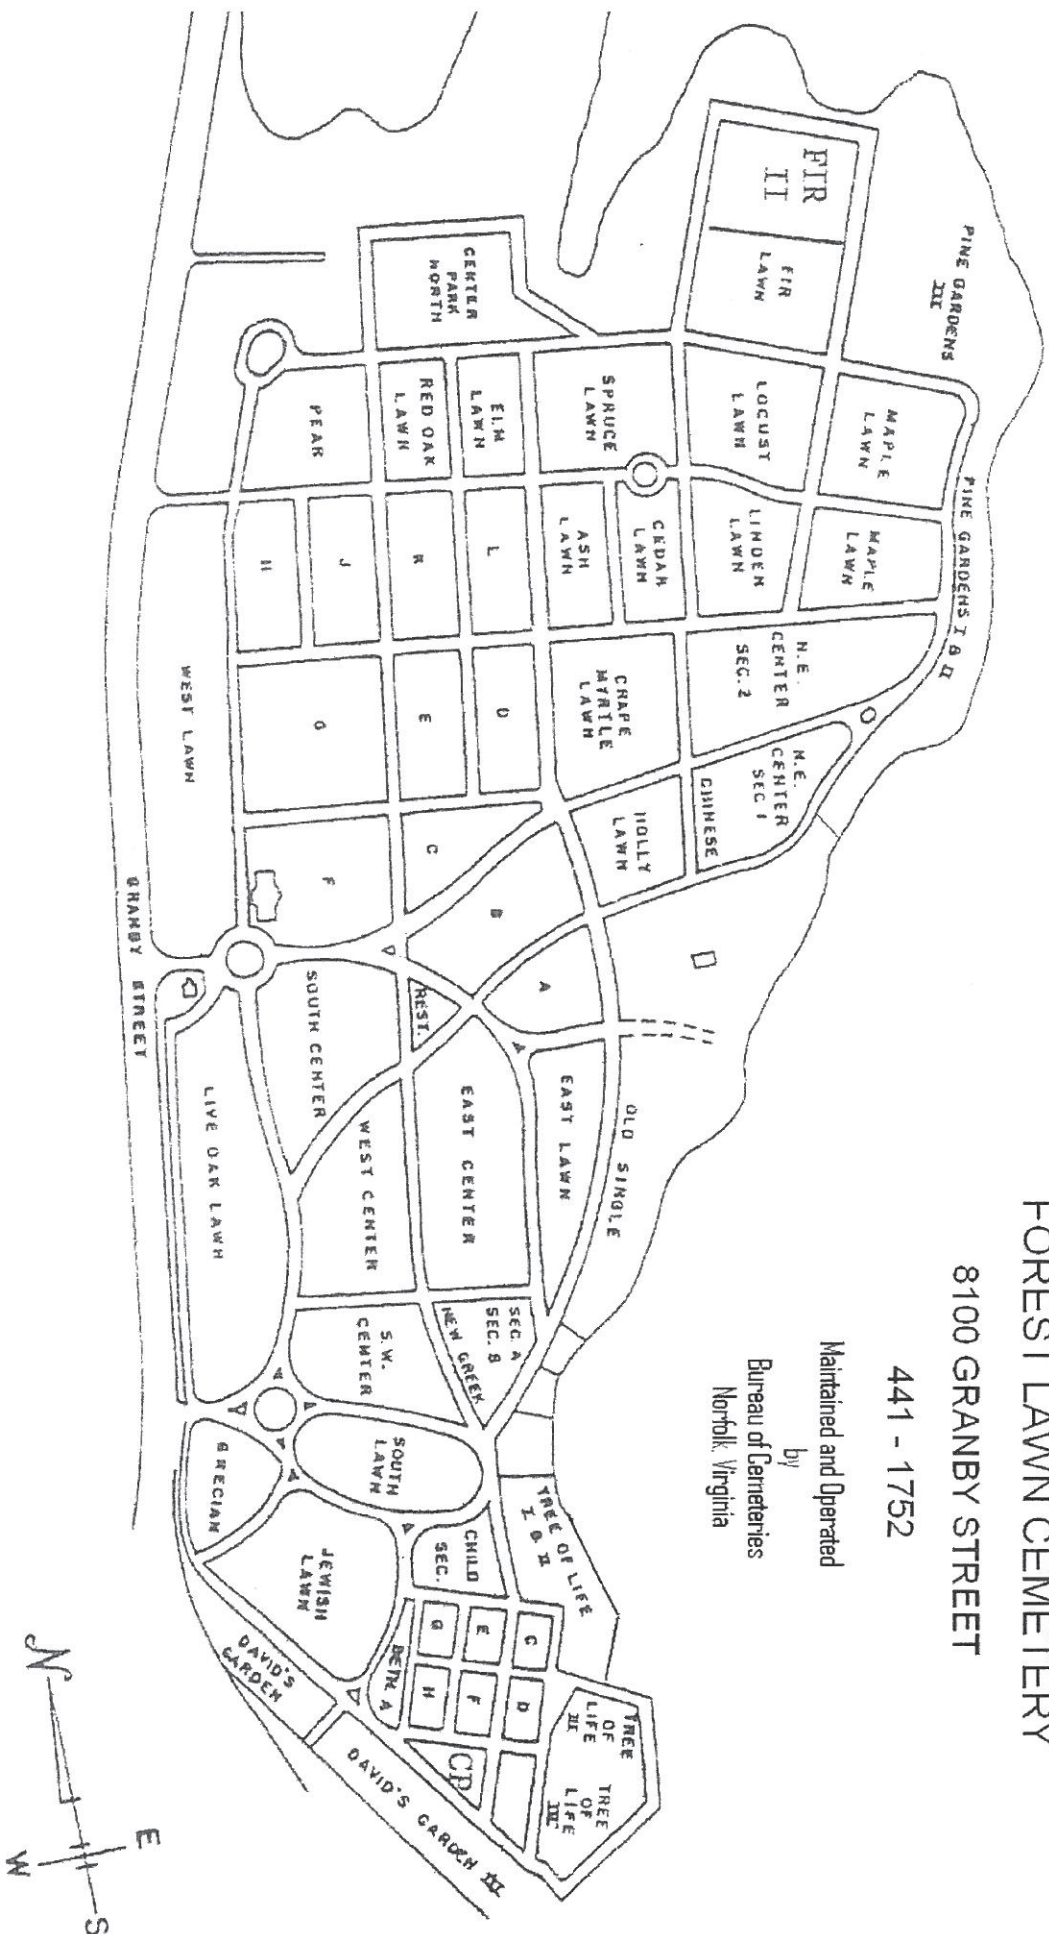 FOREST LAWN CEMETERY
8100 GRANBY STREET
441 - 1752
Maintained and Operated
by
Bureau of Cemeteries
Norfolk, Virginia
PINE GARDENS
III
FIR
II
FIR
LAWN
CENTER
PARK
NORTH
MAPLE
LAWN
LOCUST
LAWN
SPRUCE
LAWN
ELM
LAWN
RED OAK
LAWN
PEAR
PINE GARDENS I & II
MAPLE
LAWN
LINDEN
LAWN
CEDAR
LAWN
ASH
LAWN
L
K
J
H
N.E.
CENTER
SEC. 2
CRAPE
MYRTLE
LAWN
D
E
G
WEST LAWN
N.E.
CENTER
SEC. 1
CHINESE
HOLLY
LAWN
C
F
B
A
REST.
SOUTH CENTER
GRANBY STREET
OLD SINGLE
EAST LAWN
EAST CENTER
WEST CENTER
LIVE OAK LAWN
SEC. A
SEC. B
NEW GREEK
S.W.
CENTER
SOUTH
LAWN
GRECIAN
TREE OF LIFE
I & II
CHILD
SEC.
JEWISH
LAWN
C
E
G
BETH A
D
F
H
DAVID'S
GARDEN
TREE
OF
LIFE
III
TREE
OF
LIFE
IV
CP
DAVID'S GARDEN
N
E
W
S